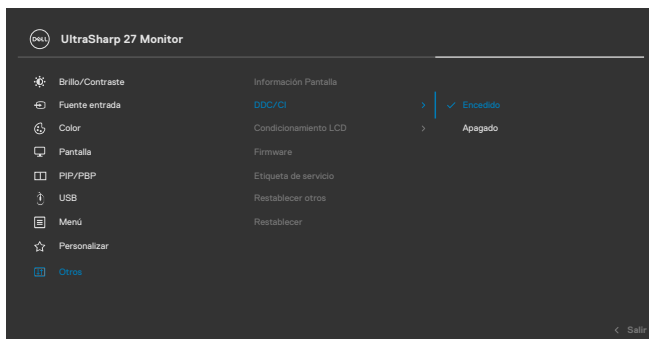 DELL UltraSharp 27 Monitor
Brillo/Contraste Información Pantalla
Fuente entrada DDC/CI > ✓ Encedido
Color Condicionamiento LCD > Apagado
Pantalla Firmware
PIP/PBP Etiqueta de servicio
USB Restablecer otros
Menú Restablecer
Personalizar
Otros
< Salir